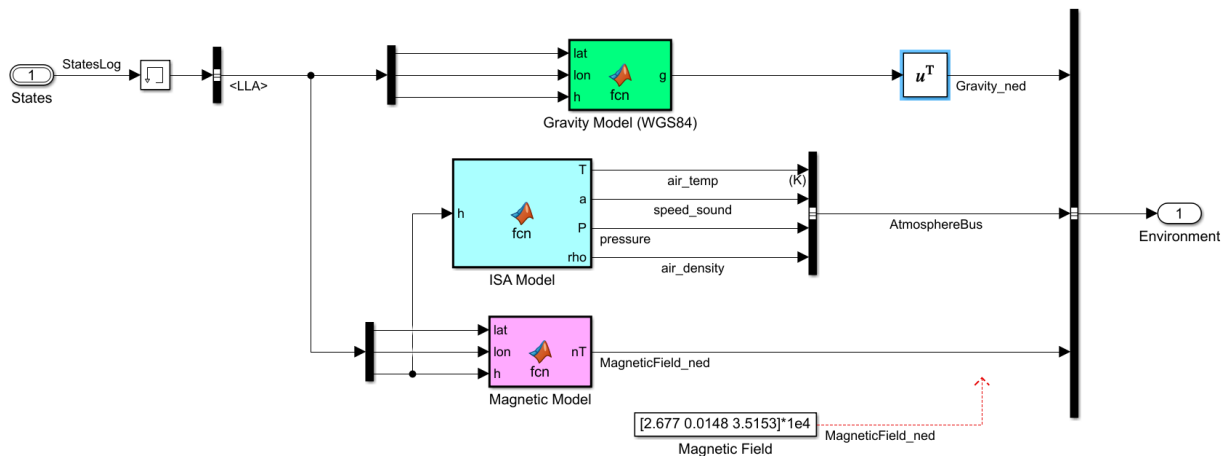 1
States
StatesLog
<LLA>
lat
lon
h
g
fcn
Gravity Model (WGS84)
uT
Gravity_ned
h
T
a
P
rho
fcn
ISA Model
air_temp
(K)
speed_sound
pressure
air_density
AtmosphereBus
1
Environment
lat
lon
h
nT
fcn
Magnetic Model
MagneticField_ned
[2.677 0.0148 3.5153]*1e4
Magnetic Field
MagneticField_ned